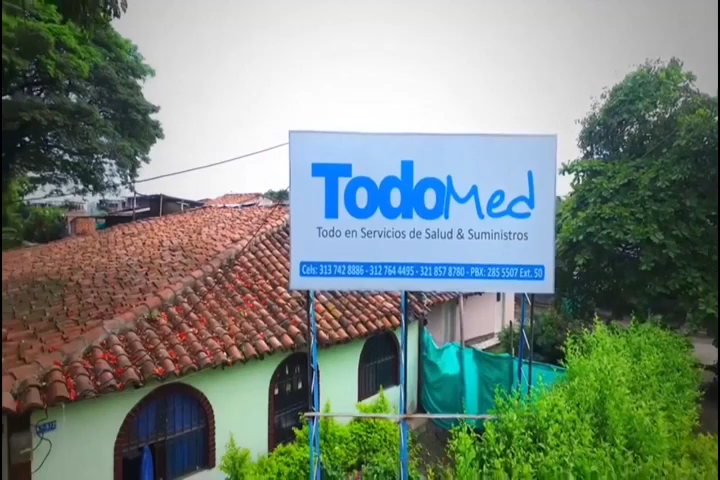 TodoMed
Todo en Servicios de Salud & Suministros
Cels: 313 742 8886 - 312 764 4495 - 321 857 8780 - PBX: 285 5507 Ext. 50